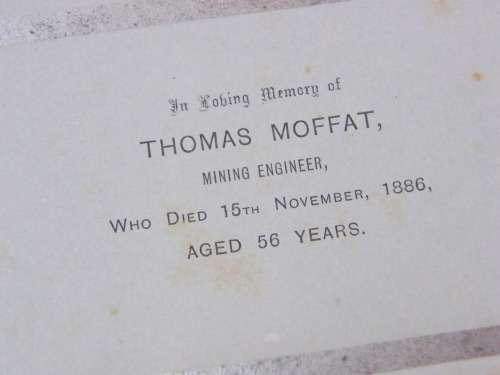 In Loving Memory of
THOMAS MOFFAT,
MINING ENGINEER,
WHO DIED 15TH NOVEMBER, 1886,
AGED 56 YEARS.